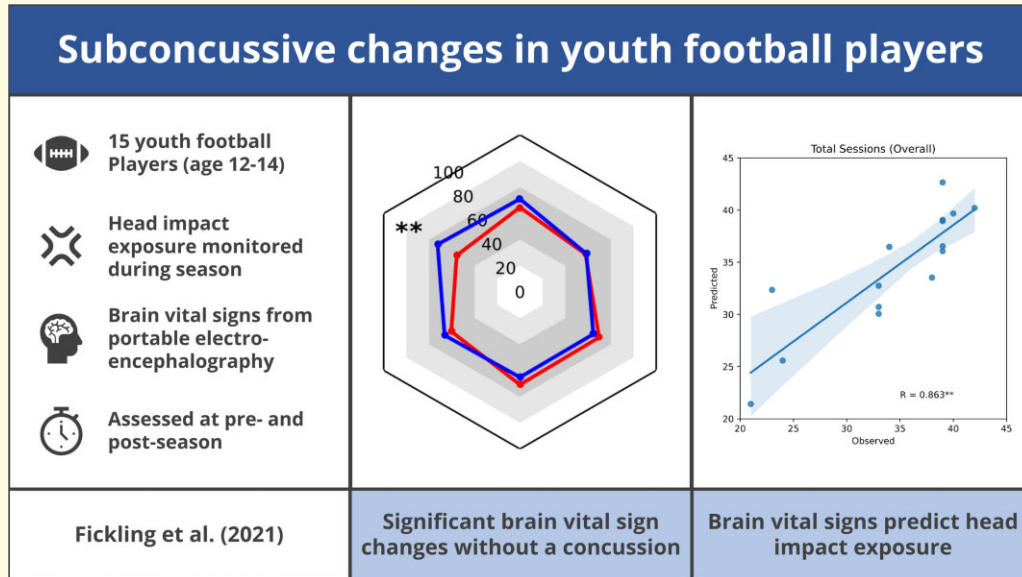 Subconcussive changes in youth football players
15 youth football
Players (age 12-14)
Head impact
exposure monitored
during season
Brain vital signs from
portable electro-
encephalography
Assessed at pre- and
post-season
100
80
60
40
20
0
**
Total Sessions (Overall)
45
40
35
30
25
20
Predicted
R = 0.863**
20 25 30 35 40 45
Observed
Fickling et al. (2021)
Significant brain vital sign
changes without a concussion
Brain vital signs predict head
impact exposure